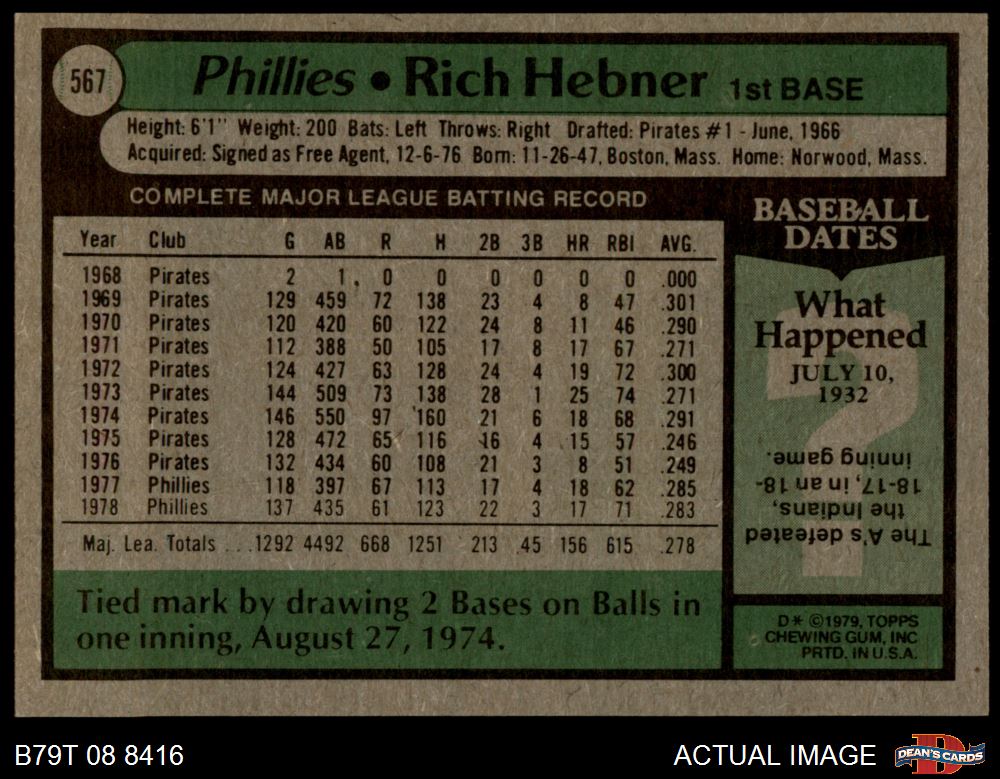 567
Phillies • Rich Hebner 1st BASE
Height: 6'1" Weight: 200 Bats: Left Throws: Right Drafted: Pirates #1 - June, 1966
Acquired: Signed as Free Agent, 12-6-76 Born: 11-26-47, Boston, Mass. Home: Norwood, Mass.
COMPLETE MAJOR LEAGUE BATTING RECORD
Year Club G AB R H 2B 3B HR RBI AVG.
1968 Pirates 2 1 0 0 0 0 0 0 .000
1969 Pirates 129 459 72 138 23 4 8 47 .301
1970 Pirates 120 420 60 122 24 8 11 46 .290
1971 Pirates 112 388 50 105 17 8 17 67 .271
1972 Pirates 124 427 63 128 24 4 19 72 .300
1973 Pirates 144 509 73 138 28 1 25 74 .271
1974 Pirates 146 550 97 160 21 6 18 68 .291
1975 Pirates 128 472 65 116 16 4 15 57 .246
1976 Pirates 132 434 60 108 21 3 8 51 .249
1977 Phillies 118 397 67 113 17 4 18 62 .285
1978 Phillies 137 435 61 123 22 3 17 71 .283
Maj. Lea. Totals ...1292 4492 668 1251 213 45 156 615 .278
Tied mark by drawing 2 Bases on Balls in
one inning, August 27, 1974.
BASEBALL
DATES
What
Happened
JULY 10,
1932
?
The A's defeated
the Indians,
18-17, in an 18-
inning game.
D* ©1979, TOPPS
CHEWING GUM, INC
PRTD. IN U.S.A.
B79T 08 8416
ACTUAL IMAGE
D
DEAN'S CARDS